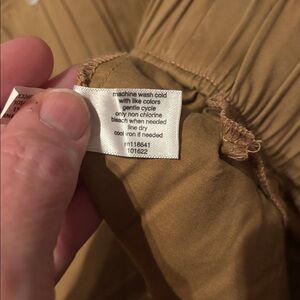 machine wash cold
with like colors
gentle cycle
only non chlorine
bleach when needed
line dry
cool iron if needed
rn118641
101622